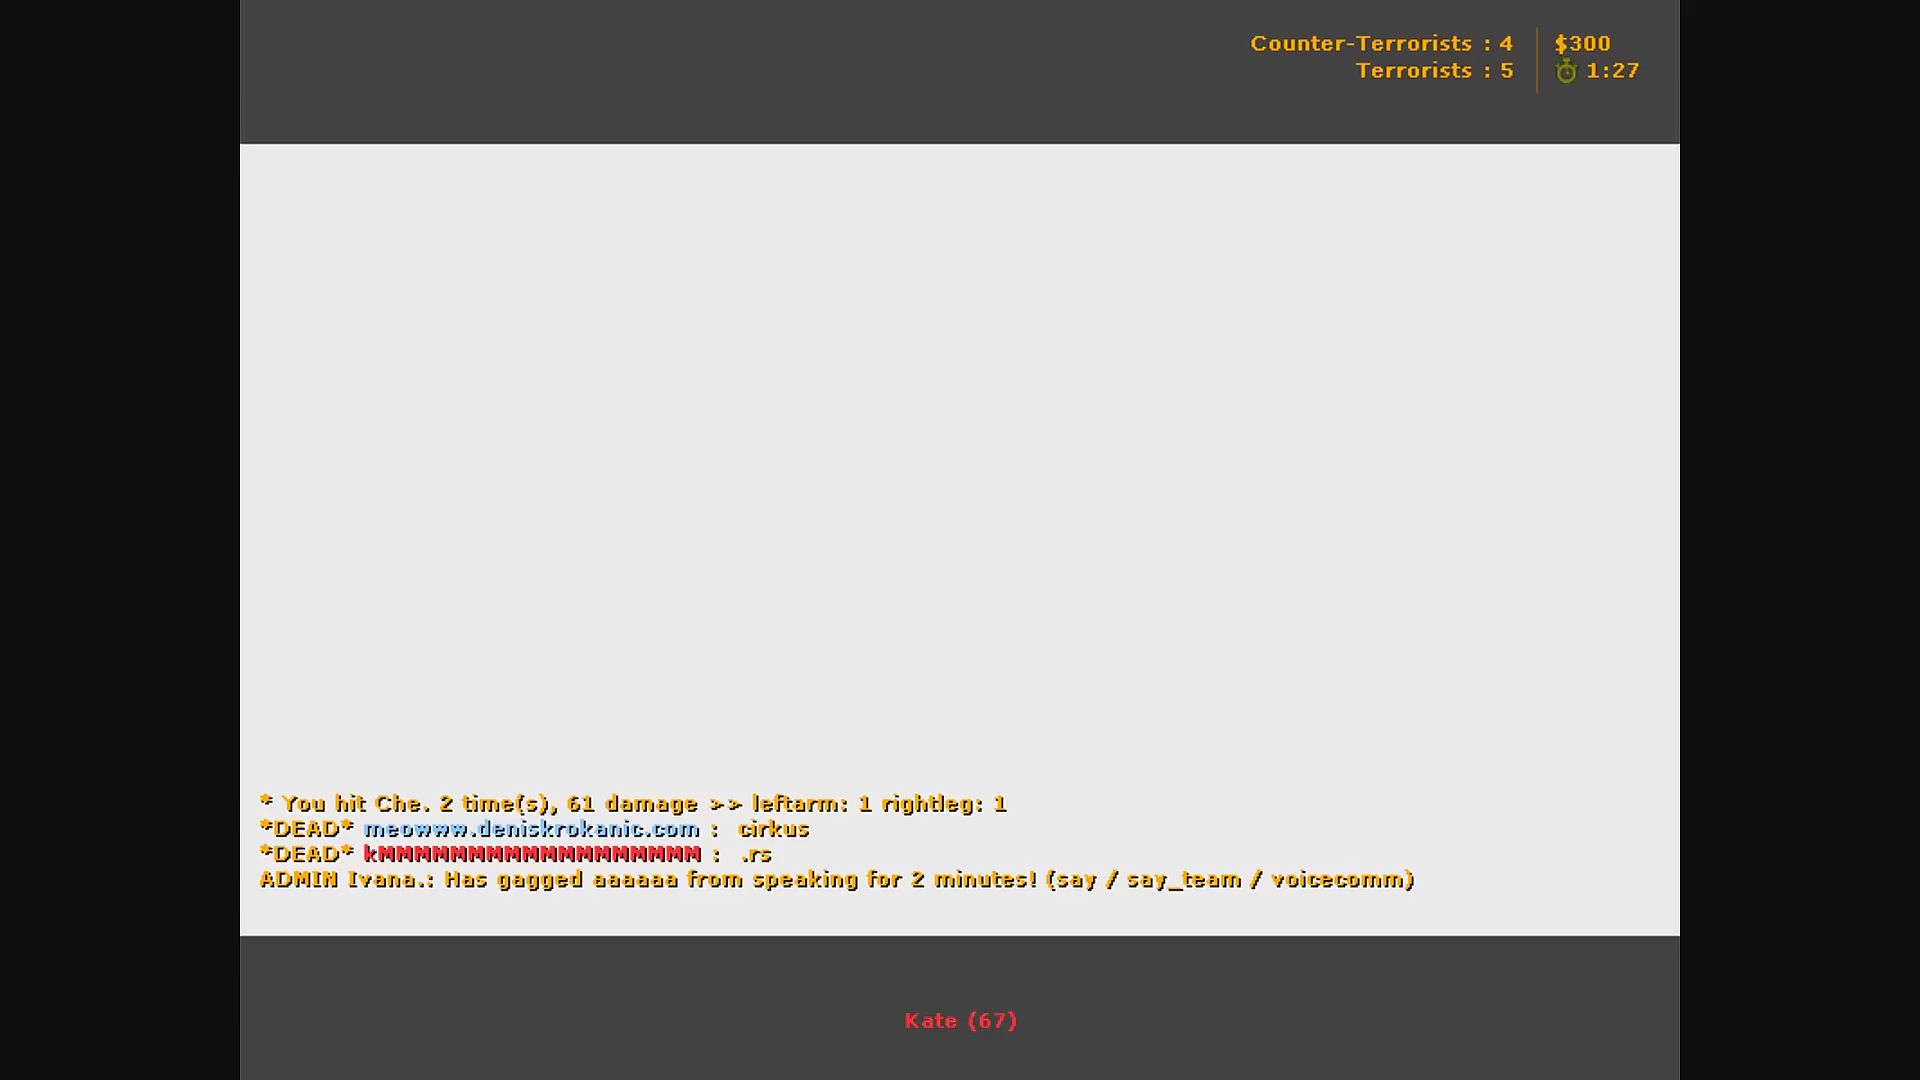 Counter-Terrorists : 4
Terrorists : 5
$300
1:27
* You hit Che. 2 time(s), 61 damage >> leftarm: 1 rightleg: 1
*DEAD* meowww.deniskrokanic.com :  cirkus
*DEAD* kMMMMMMMMMMMMMMMMMM :  .rs
ADMIN Ivana.: Has gagged aaaaaa from speaking for 2 minutes! (say / say_team / voicecomm)
Kate (67)